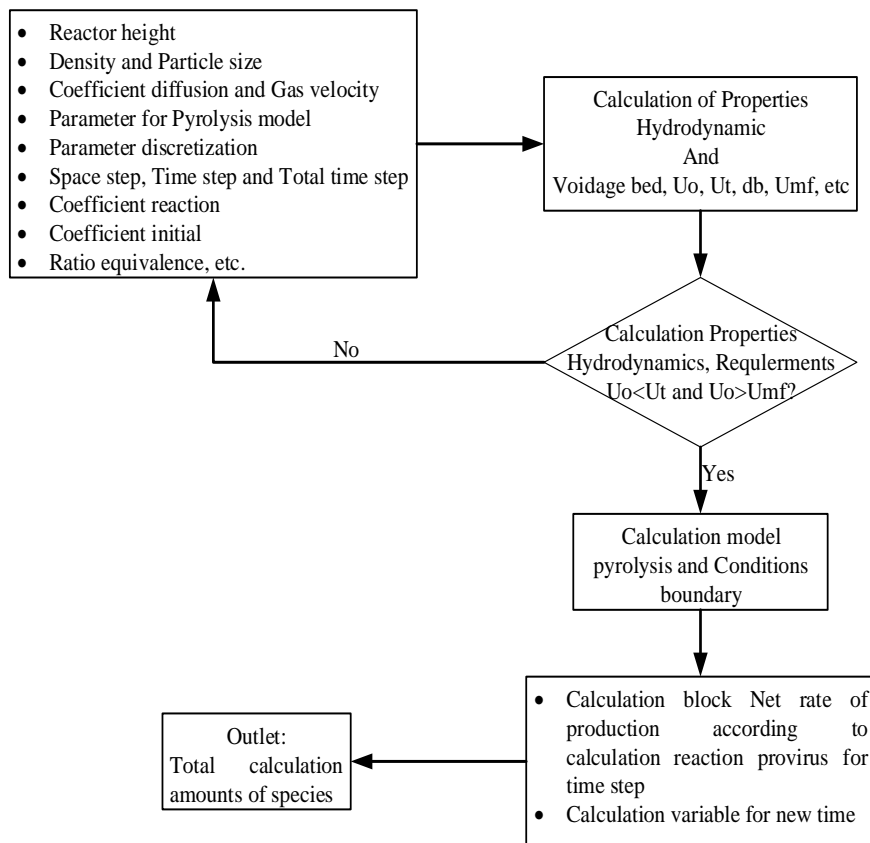 • Reactor height
• Density and Particle size
• Coefficient diffusion and Gas velocity
• Parameter for Pyrolysis model
• Parameter discretization
• Space step, Time step and Total time step
• Coefficient reaction
• Coefficient initial
• Ratio equivalence, etc.
Calculation of Properties
Hydrodynamic
And
Voidage bed, Uo, Ut, db, Umf, etc
Calculation Properties
Hydrodynamics, Requlerments
Uo<Ut and Uo>Umf?
No
Yes
Calculation model
pyrolysis and Conditions
boundary
• Calculation block Net rate of
production according to
calculation reaction provirus for
time step
• Calculation variable for new time
Outlet:
Total calculation
amounts of species